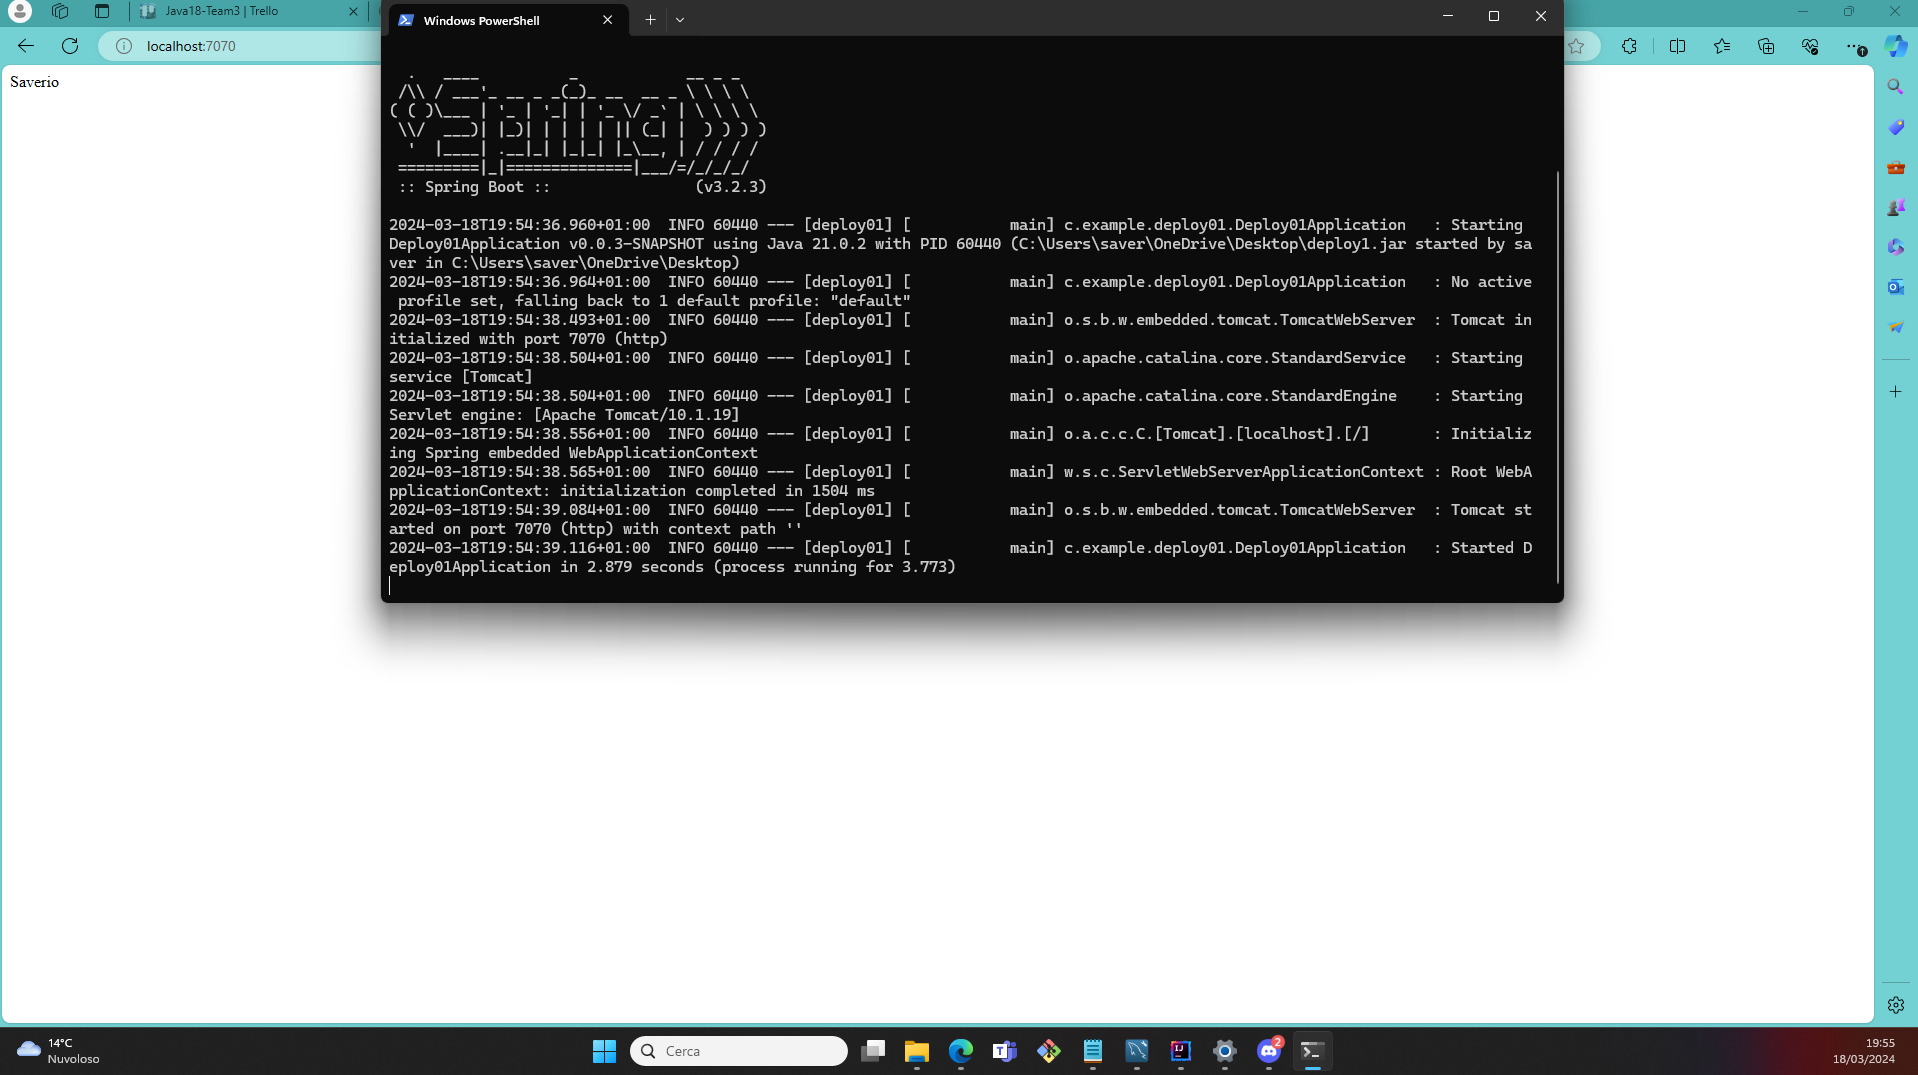 Java18-Team3 | Trello
localhost:7070
Saverio
Windows PowerShell
  .   ____          _            __ _ _
 /\\ / ___'_ __ _ _(_)_ __  __ _ \ \ \ \
( ( )\___ | '_ | '_| | '_ \/ _` | \ \ \ \
 \\/  ___)| |_)| | | | | || (_| |  ) ) ) )
  '  |____| .__|_| |_|_| |_\__, | / / / /
 =========|_|==============|___/=/_/_/_/
 :: Spring Boot ::                (v3.2.3)
2024-03-18T19:54:36.960+01:00  INFO 60440 --- [deploy01] [           main] c.example.deploy01.Deploy01Application   : Starting
Deploy01Application v0.0.3-SNAPSHOT using Java 21.0.2 with PID 60440 (C:\Users\saver\OneDrive\Desktop\deploy1.jar started by sa
ver in C:\Users\saver\OneDrive\Desktop)
2024-03-18T19:54:36.964+01:00  INFO 60440 --- [deploy01] [           main] c.example.deploy01.Deploy01Application   : No active
 profile set, falling back to 1 default profile: "default"
2024-03-18T19:54:38.493+01:00  INFO 60440 --- [deploy01] [           main] o.s.b.w.embedded.tomcat.TomcatWebServer  : Tomcat in
itialized with port 7070 (http)
2024-03-18T19:54:38.504+01:00  INFO 60440 --- [deploy01] [           main] o.apache.catalina.core.StandardService   : Starting
service [Tomcat]
2024-03-18T19:54:38.504+01:00  INFO 60440 --- [deploy01] [           main] o.apache.catalina.core.StandardEngine    : Starting
Servlet engine: [Apache Tomcat/10.1.19]
2024-03-18T19:54:38.556+01:00  INFO 60440 --- [deploy01] [           main] o.a.c.c.C.[Tomcat].[localhost].[/]       : Initializ
ing Spring embedded WebApplicationContext
2024-03-18T19:54:38.565+01:00  INFO 60440 --- [deploy01] [           main] w.s.c.ServletWebServerApplicationContext : Root WebA
pplicationContext: initialization completed in 1504 ms
2024-03-18T19:54:39.084+01:00  INFO 60440 --- [deploy01] [           main] o.s.b.w.embedded.tomcat.TomcatWebServer  : Tomcat st
arted on port 7070 (http) with context path ''
2024-03-18T19:54:39.116+01:00  INFO 60440 --- [deploy01] [           main] c.example.deploy01.Deploy01Application   : Started D
eploy01Application in 2.879 seconds (process running for 3.773)
14°C
Nuvoloso
Cerca
2
19:55
18/03/2024